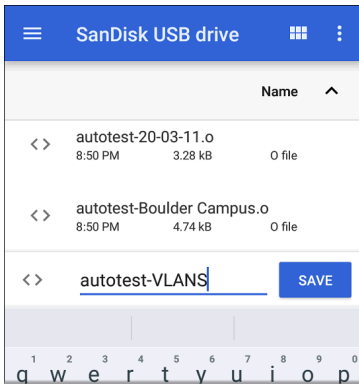 SanDisk USB drive
Name
autotest-20-03-11.o
8:50 PM 3.28 kB O file
autotest-Boulder Campus.o
8:50 PM 4.74 kB O file
autotest-VLANS SAVE
1 2 3 4 5 6 7 8 9 0
q w e r t y u i o p